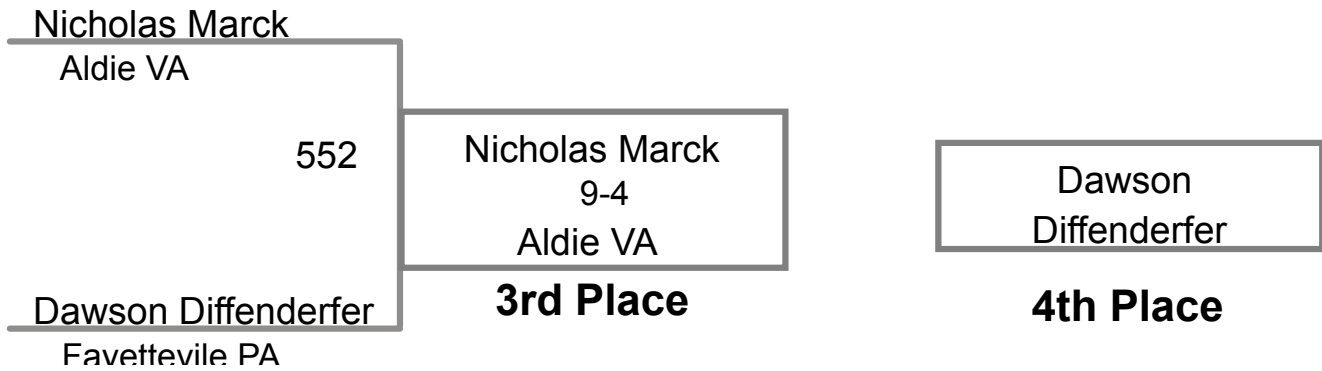 Nicholas Marck
Aldie VA
552
Nicholas Marck
9-4
Aldie VA
3rd Place
Dawson Diffenderfer
Fayettevile PA
Dawson
Diffenderfer
4th Place